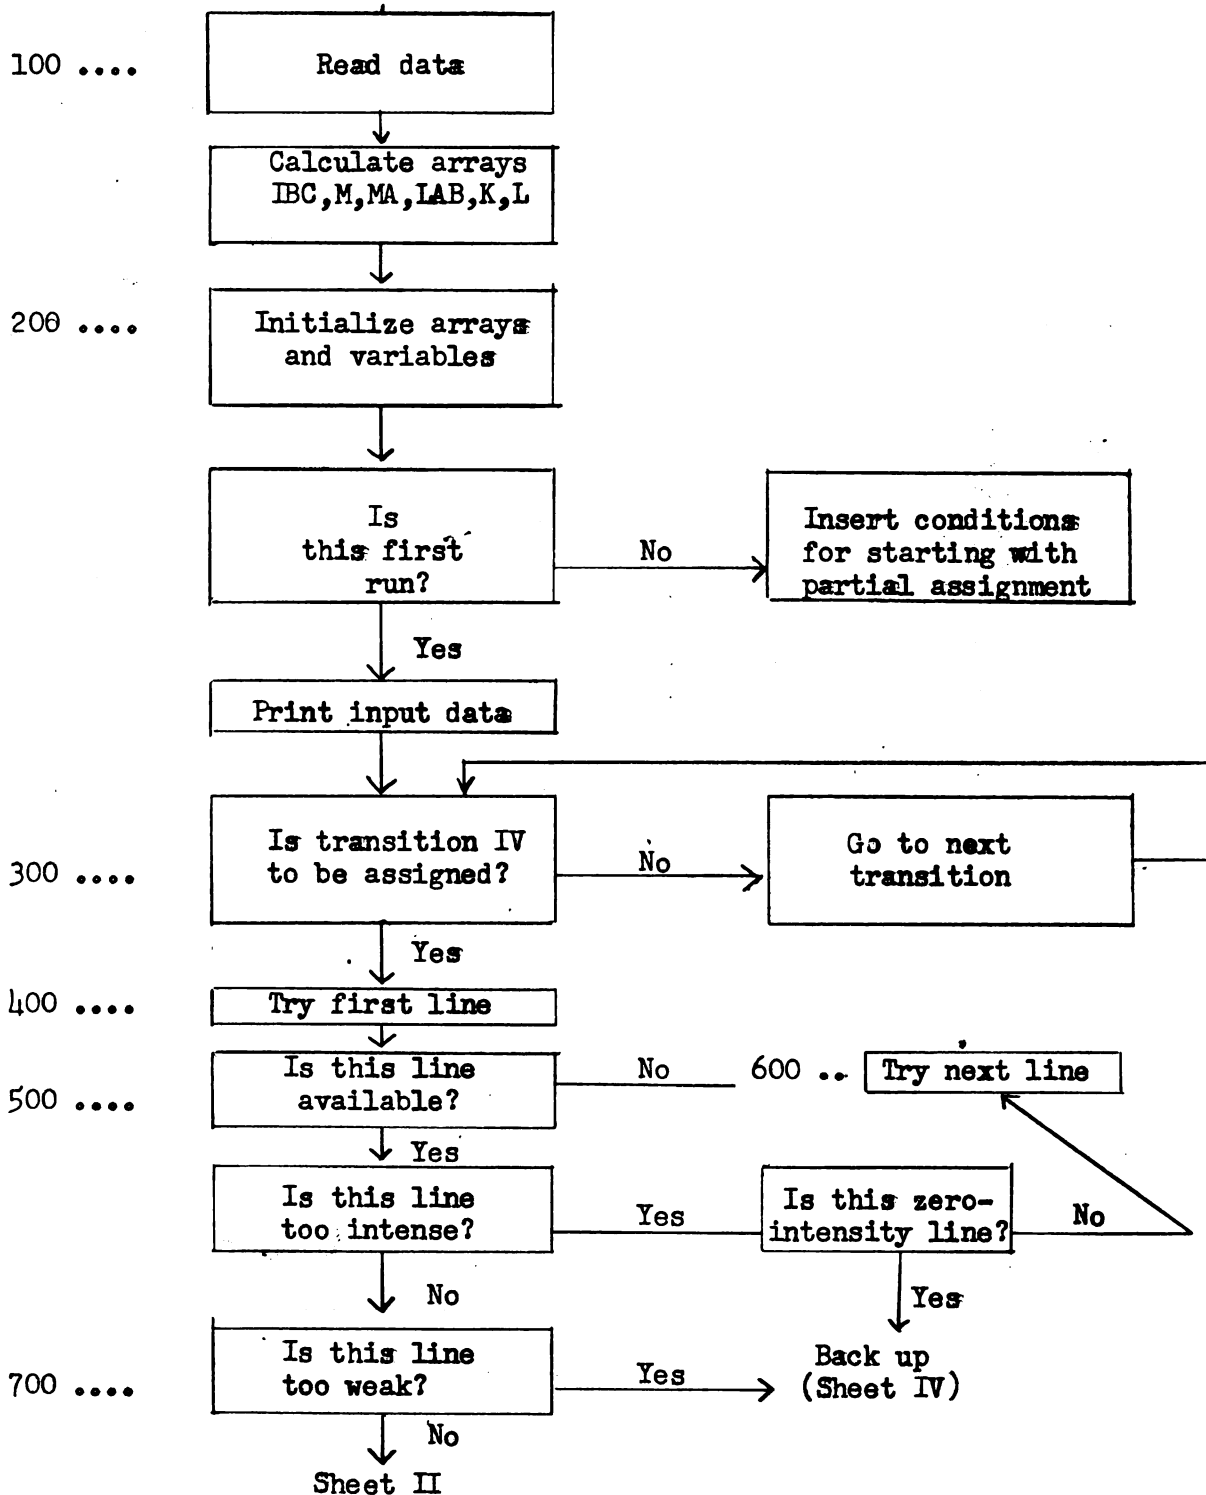 100 ....
Read data
Calculate arrays
IBC,M,MA,LAB,K,L
200 ....
Initialize arrays
and variables
Is
this first
run?
No
Insert conditions
for starting with
partial assignment
Yes
Print input data
300 ....
Is transition IV
to be assigned?
No
Go to next
transition
Yes
400 ....
Try first line
500 ....
Is this line
available?
No
600 ..
Try next line
Yes
Is this line
too intense?
Yes
Is this zero-
intensity line?
No
No
Yes
700 ....
Is this line
too weak?
Yes
Back up
(Sheet IV)
No
Sheet II